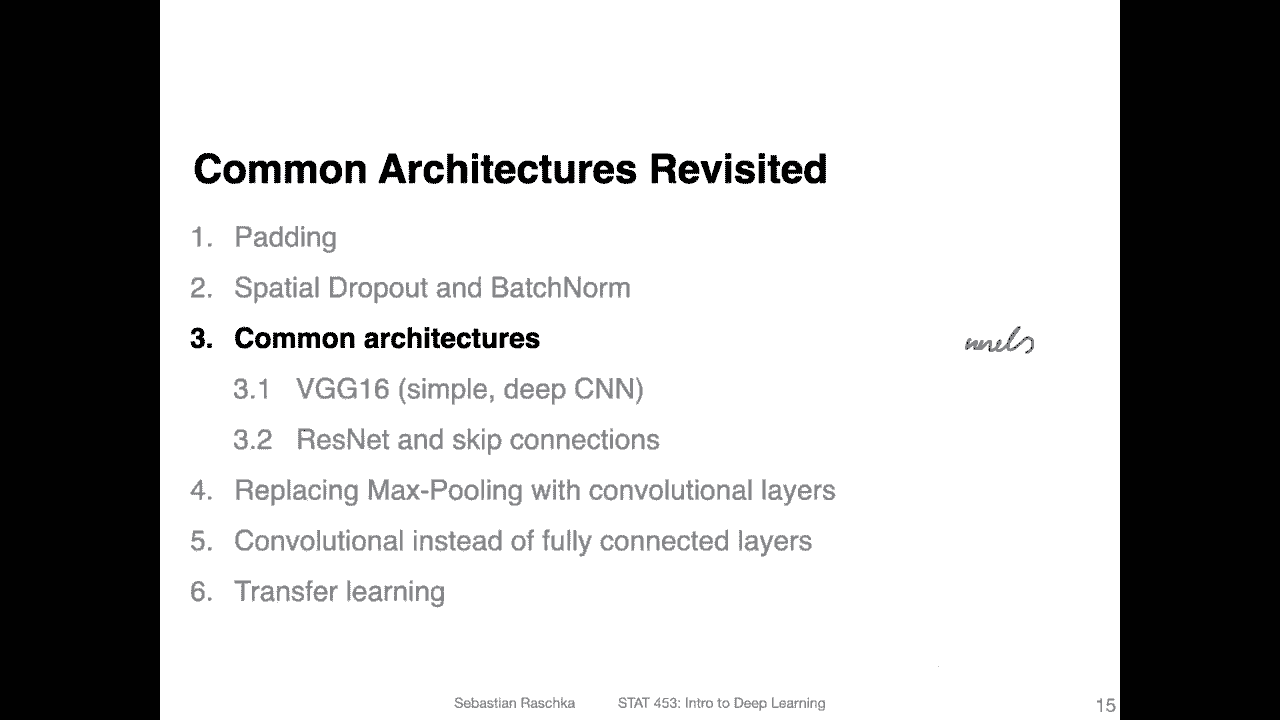 Common Architectures Revisited
1. Padding
2. Spatial Dropout and BatchNorm
3. Common architectures
3.1 VGG16 (simple, deep CNN)
3.2 ResNet and skip connections
4. Replacing Max-Pooling with convolutional layers
5. Convolutional instead of fully connected layers
6. Transfer learning
Sebastian Raschka STAT 453: Intro to Deep Learning 15